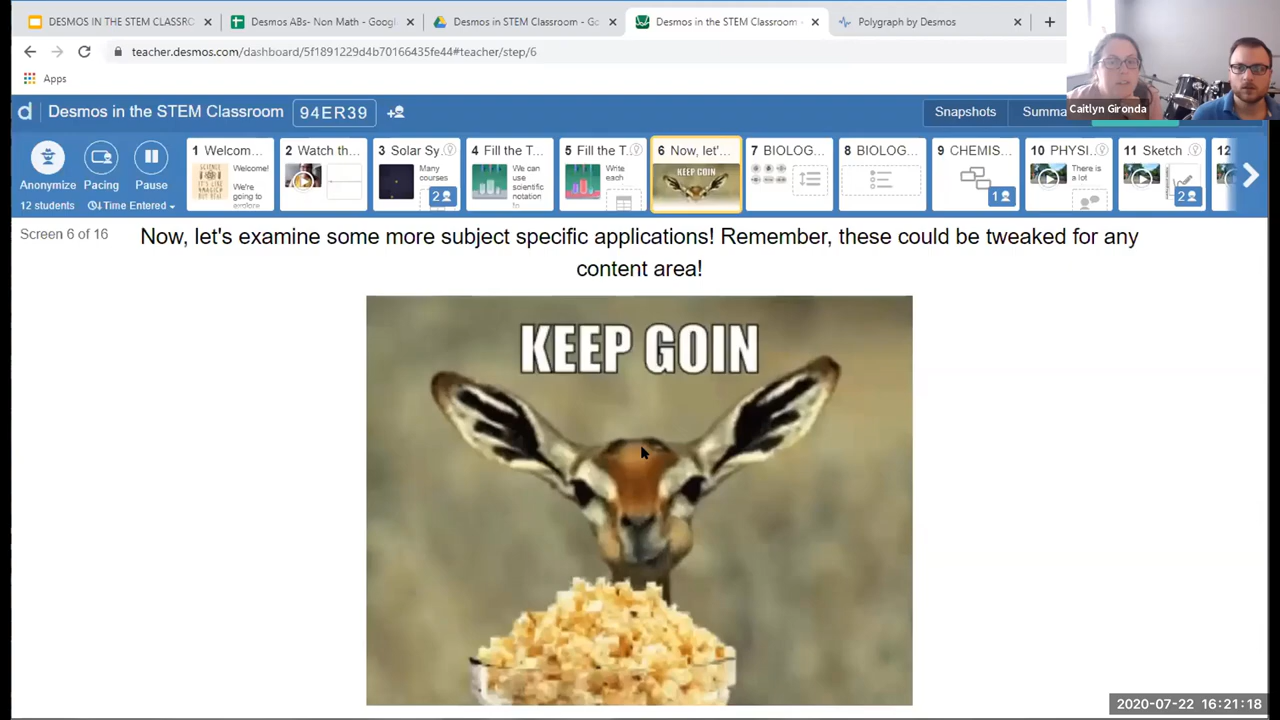 DESMOS IN THE STEM CLASSRO
Desmos ABs- Non Math - Googl
Desmos in STEM Classroom - Go
Desmos in the STEM Classroom -
Polygraph by Desmos
teacher.desmos.com/dashboard/5f1891229d4b70166435fe44#teacher/step/6
Apps
Caitlyn Gironda
d
Desmos in the STEM Classroom
94ER39
Snapshots
Summa
Anonymize
Pacing
Pause
12 students
Time Entered
1 Welcom...
Welcome!
We're
going to
explore
2 Watch th...
3 Solar Sy...
Many
courses
2
4 Fill the T...
We can
use
scientific
notation
to
5 Fill the T...
Write
each
6 Now, let'...
KEEP GOIN
7 BIOLOG...
8 BIOLOG...
9 CHEMIS...
1
10 PHYSI...
There is
a lot
11 Sketch
2
12
Screen 6 of 16
Now, let's examine some more subject specific applications! Remember, these could be tweaked for any
content area!
KEEP GOIN
2020-07-22 16:21:18